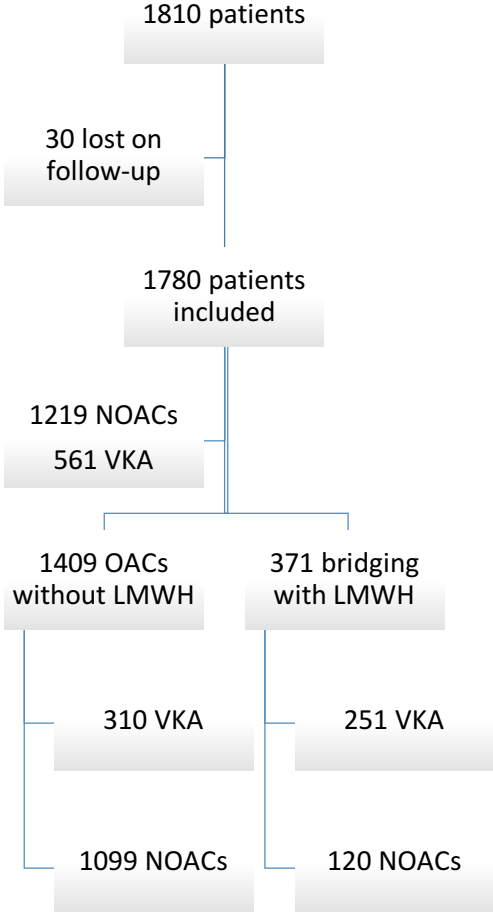 1810 patients
30 lost on
follow-up
1780 patients
included
1219 NOACs
561 VKA
1409 OACs
without LMWH
371 bridging
with LMWH
310 VKA
251 VKA
1099 NOACs
120 NOACs